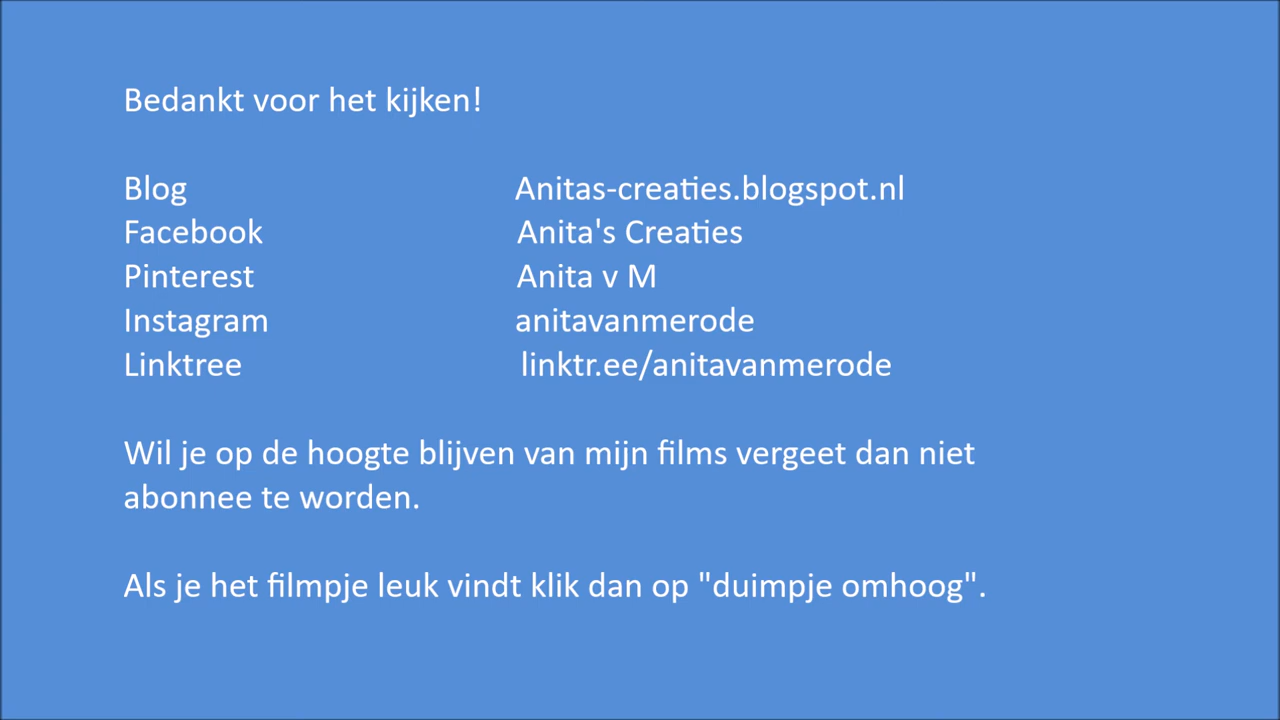 Bedankt voor het kijken!
Blog Anitas-creaties.blogspot.nl
Facebook Anita's Creaties
Pinterest Anita v M
Instagram anitavanmerode
Linktree linktr.ee/anitavanmerode
Wil je op de hoogte blijven van mijn films vergeet dan niet
abonnee te worden.
Als je het filmpje leuk vindt klik dan op "duimpje omhoog".